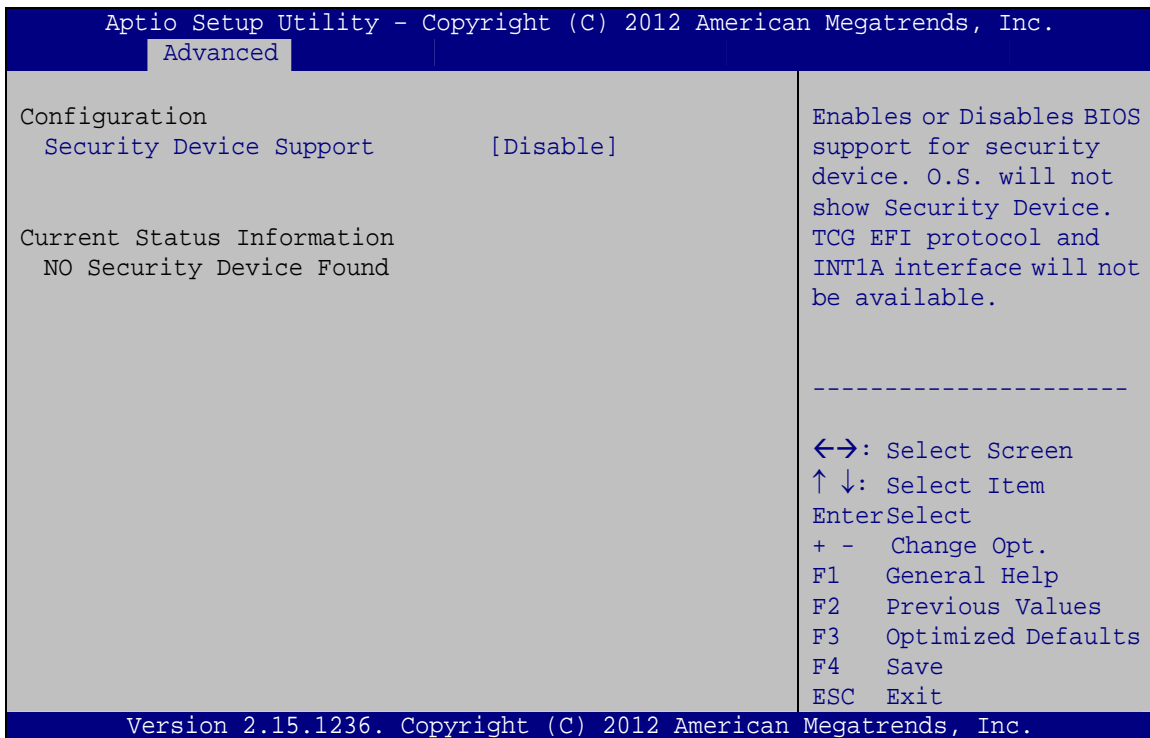 Aptio Setup Utility – Copyright (C) 2012 American Megatrends, Inc.
Advanced
Configuration
Security Device Support [Disable]
Current Status Information
NO Security Device Found
Enables or Disables BIOS
support for security
device. O.S. will not
show Security Device.
TCG EFI protocol and
INT1A interface will not
be available.
----------------------
←→: Select Screen
↑ ↓: Select Item
EnterSelect
+ - Change Opt.
F1 General Help
F2 Previous Values
F3 Optimized Defaults
F4 Save
ESC Exit
Version 2.15.1236. Copyright (C) 2012 American Megatrends, Inc.